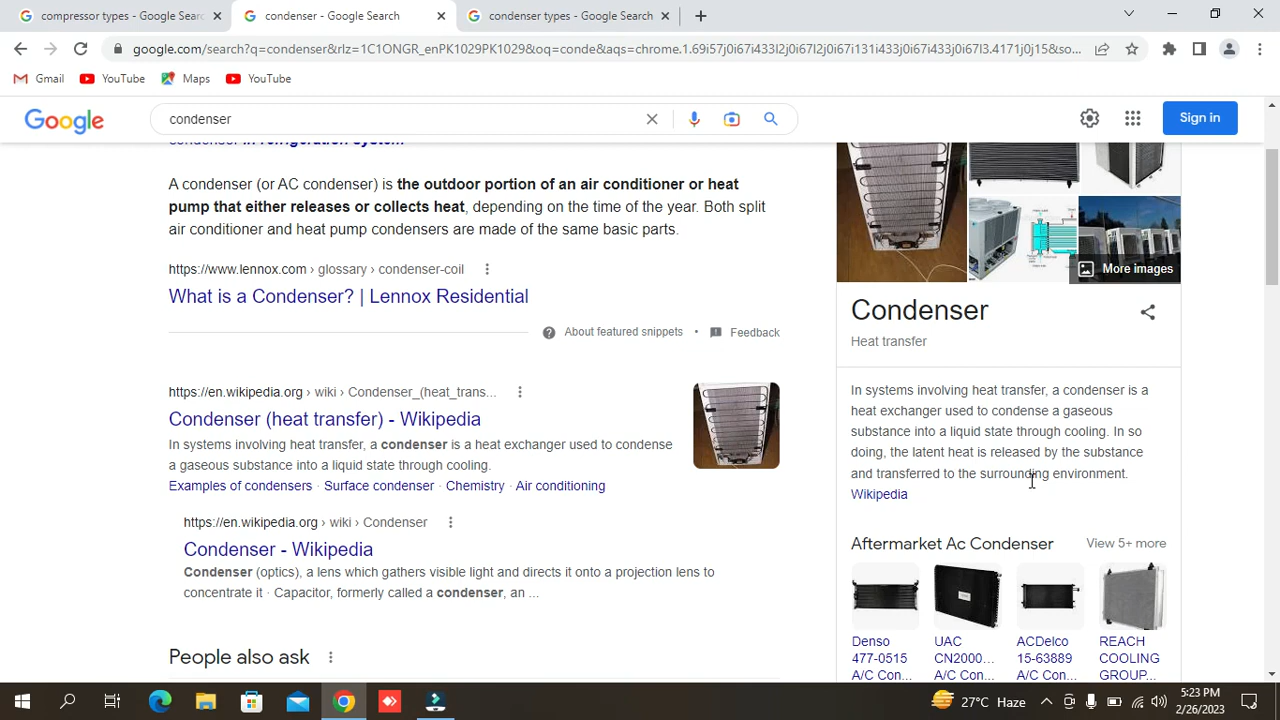 compressor types - Google Search
condenser - Google Search
condenser types - Google Search
google.com/search?q=condenser&rlz=1C1ONGR_enPK1029PK1029&oq=conde&aqs=chrome.1.69i57j0i67i433l2j0i67l2j0i67i131i433j0i67i433j0i67l3.4171j0j15&so...
Gmail
YouTube
Maps
YouTube
Google
condenser
Sign in
condenser in refrigeration system
A condenser (or AC condenser) is the outdoor portion of an air conditioner or heat
pump that either releases or collects heat, depending on the time of the year. Both split
air conditioner and heat pump condensers are made of the same basic parts.
https://www.lennox.com › glossary › condenser-coil
What is a Condenser? | Lennox Residential
About featured snippets • Feedback
https://en.wikipedia.org › wiki › Condenser_(heat_trans...
Condenser (heat transfer) - Wikipedia
In systems involving heat transfer, a condenser is a heat exchanger used to condense
a gaseous substance into a liquid state through cooling.
Examples of condensers · Surface condenser · Chemistry · Air conditioning
https://en.wikipedia.org › wiki › Condenser
Condenser - Wikipedia
Condenser (optics), a lens which gathers visible light and directs it onto a projection lens to
concentrate it · Capacitor, formerly called a condenser, an ...
People also ask
More images
Condenser
Heat transfer
In systems involving heat transfer, a condenser is a
heat exchanger used to condense a gaseous
substance into a liquid state through cooling. In so
doing, the latent heat is released by the substance
and transferred to the surrounding environment.
Wikipedia
Aftermarket Ac Condenser
View 5+ more
Denso
477-0515
A/C Con...
UAC
CN2000...
A/C Con...
ACDelco
15-63889
A/C Con...
REACH
COOLING
GROUP...
27°C Haze
5:23 PM
2/26/2023